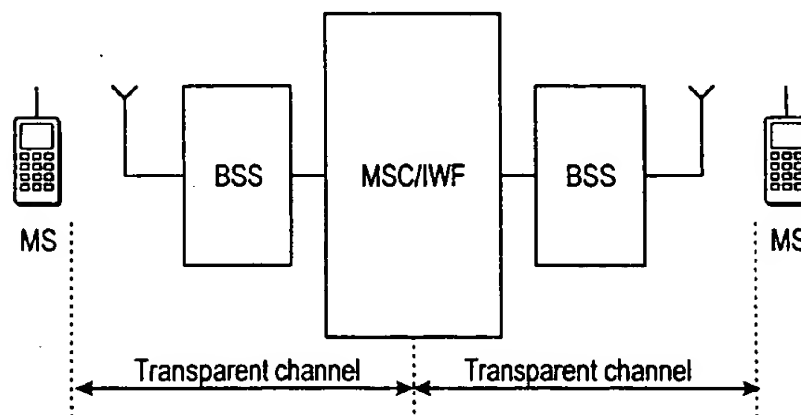 BSS
MSC/IWF
BSS
MS
MS
Transparent channel
Transparent channel